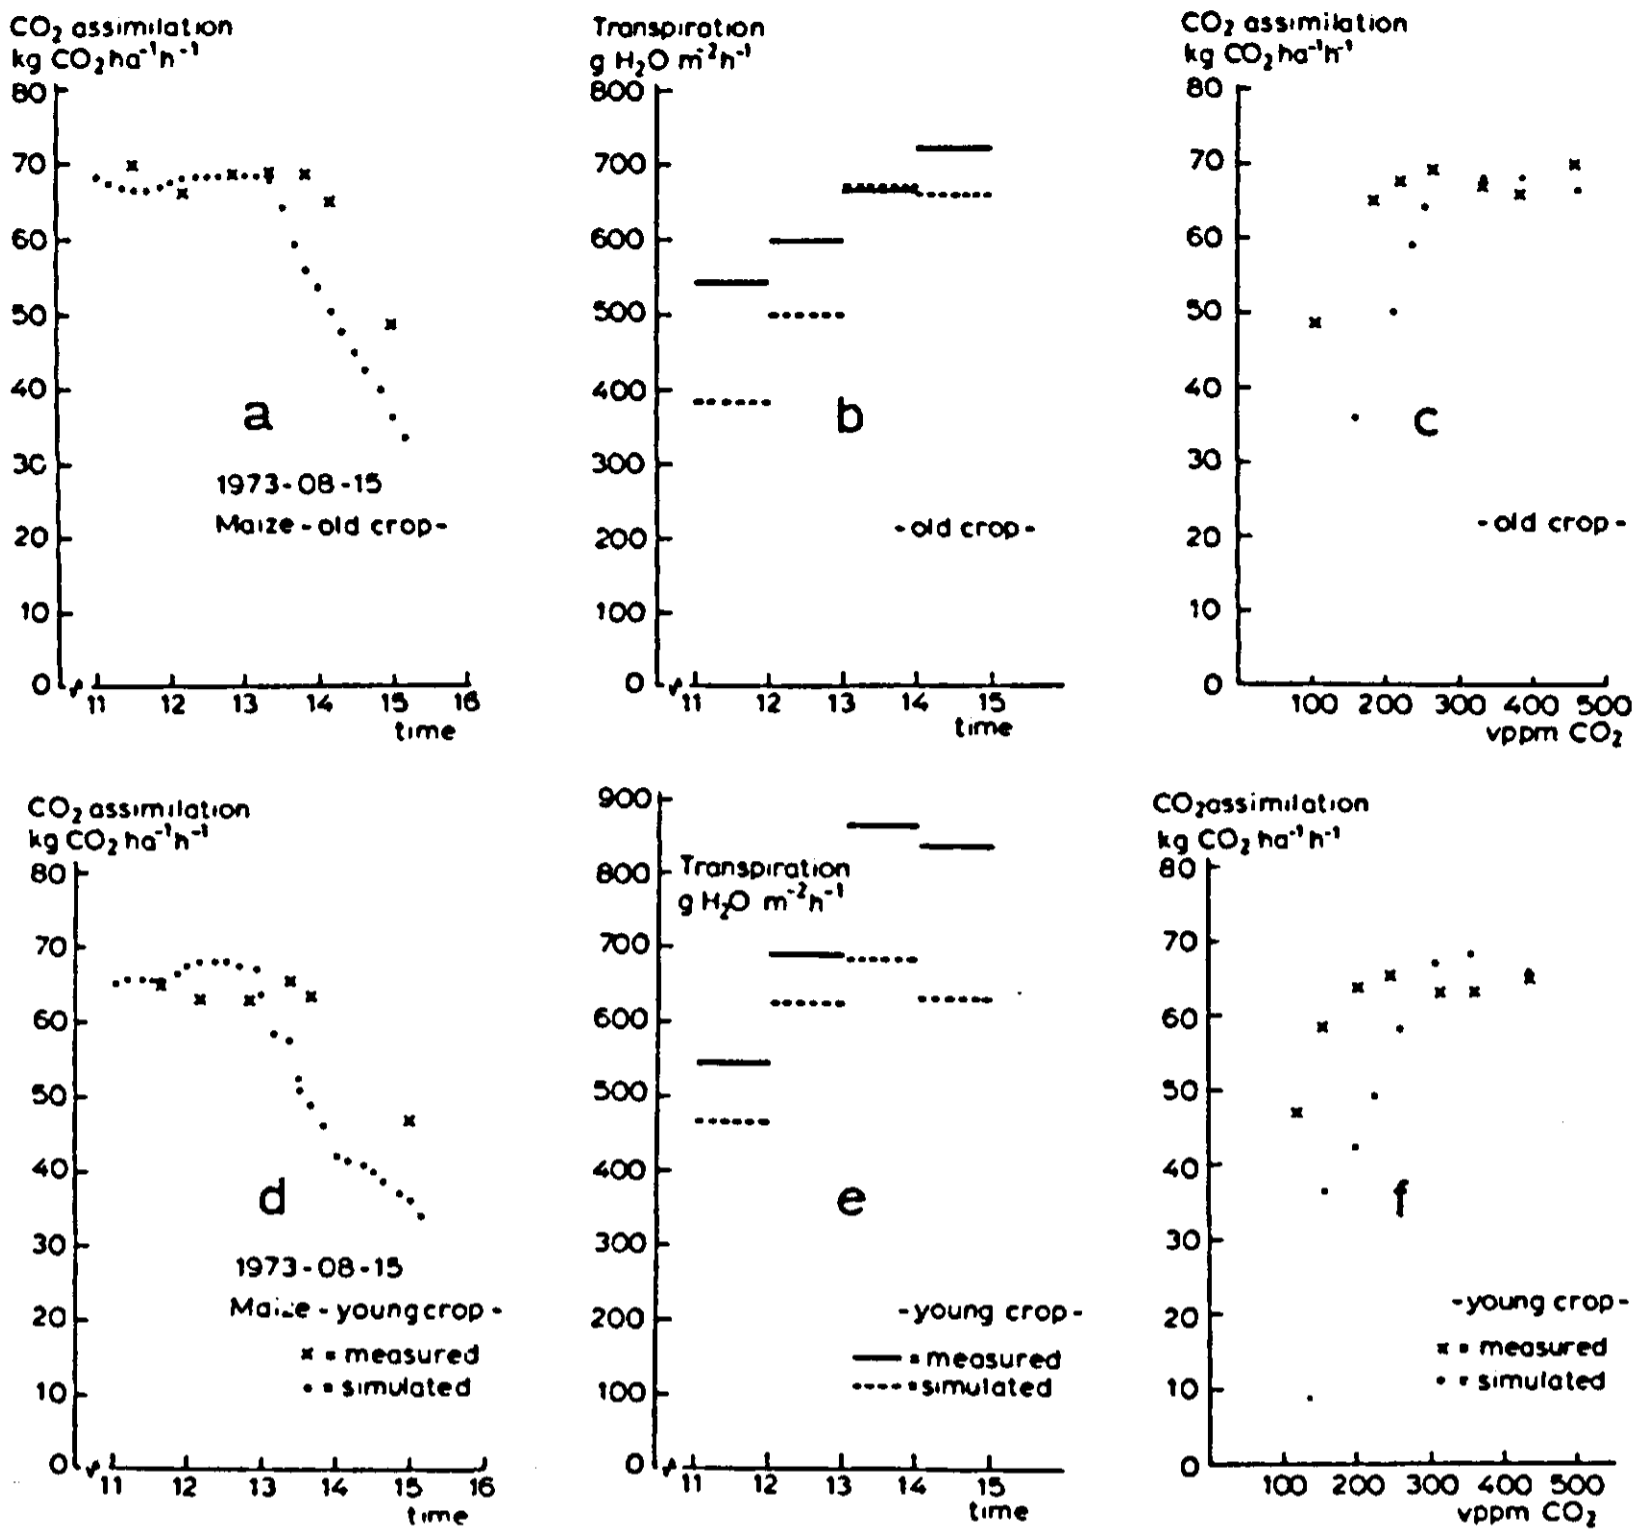 CO₂ assimilation
kg CO₂ ha⁻¹h⁻¹
80
70
60
50
40
30
20
10
0
11 12 13 14 15 16
time
a
1973-08-15
Maize - old crop -
Transpiration
g H₂O m⁻²h⁻¹
800
700
600
500
400
300
200
100
0
11 12 13 14 15
time
b
- old crop -
CO₂ assimilation
kg CO₂ ha⁻¹h⁻¹
80
70
60
50
40
30
20
10
0
100 200 300 400 500
vppm CO₂
c
- old crop -
CO₂ assimilation
kg CO₂ ha⁻¹h⁻¹
80
70
60
50
40
30
20
10
0
11 12 13 14 15 16
time
d
1973-08-15
Maize - young crop -
x = measured
• = simulated
900
800
700
600
500
400
300
200
100
0
Transpiration
g H₂O m⁻²h⁻¹
11 12 13 14 15
time
e
- young crop -
= measured
= simulated
CO₂ assimilation
kg CO₂ ha⁻¹h⁻¹
80
70
60
50
40
30
20
10
0
100 200 300 400 500
vppm CO₂
f
- young crop -
x = measured
• = simulated